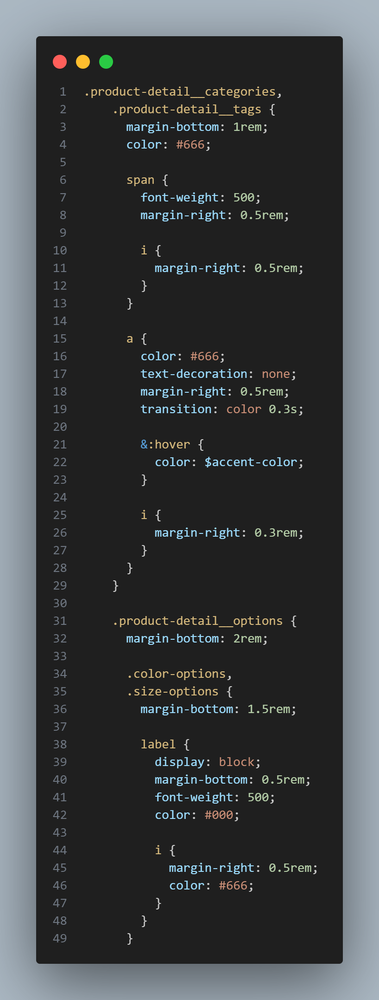 1 .product-detail__categories,
2     .product-detail__tags {
3       margin-bottom: 1rem;
4       color: #666;
5
6       span {
7         font-weight: 500;
8         margin-right: 0.5rem;
9
10         i {
11           margin-right: 0.5rem;
12         }
13       }
14
15       a {
16         color: #666;
17         text-decoration: none;
18         margin-right: 0.5rem;
19         transition: color 0.3s;
20
21         &:hover {
22           color: $accent-color;
23         }
24
25         i {
26           margin-right: 0.3rem;
27         }
28       }
29     }
30
31     .product-detail__options {
32       margin-bottom: 2rem;
33
34       .color-options,
35       .size-options {
36         margin-bottom: 1.5rem;
37
38         label {
39           display: block;
40           margin-bottom: 0.5rem;
41           font-weight: 500;
42           color: #000;
43
44           i {
45             margin-right: 0.5rem;
46             color: #666;
47           }
48         }
49       }